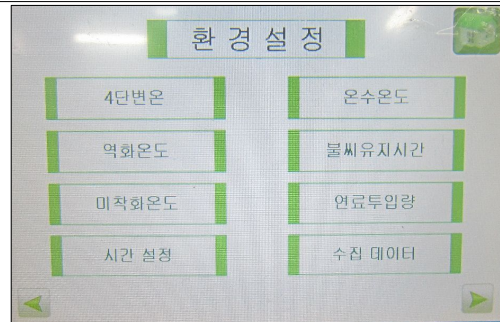 환경설정
4단변온
온수온도
역화온도
불씨유지시간
미착화온도
연료투입량
시간 설정
수집 데이터